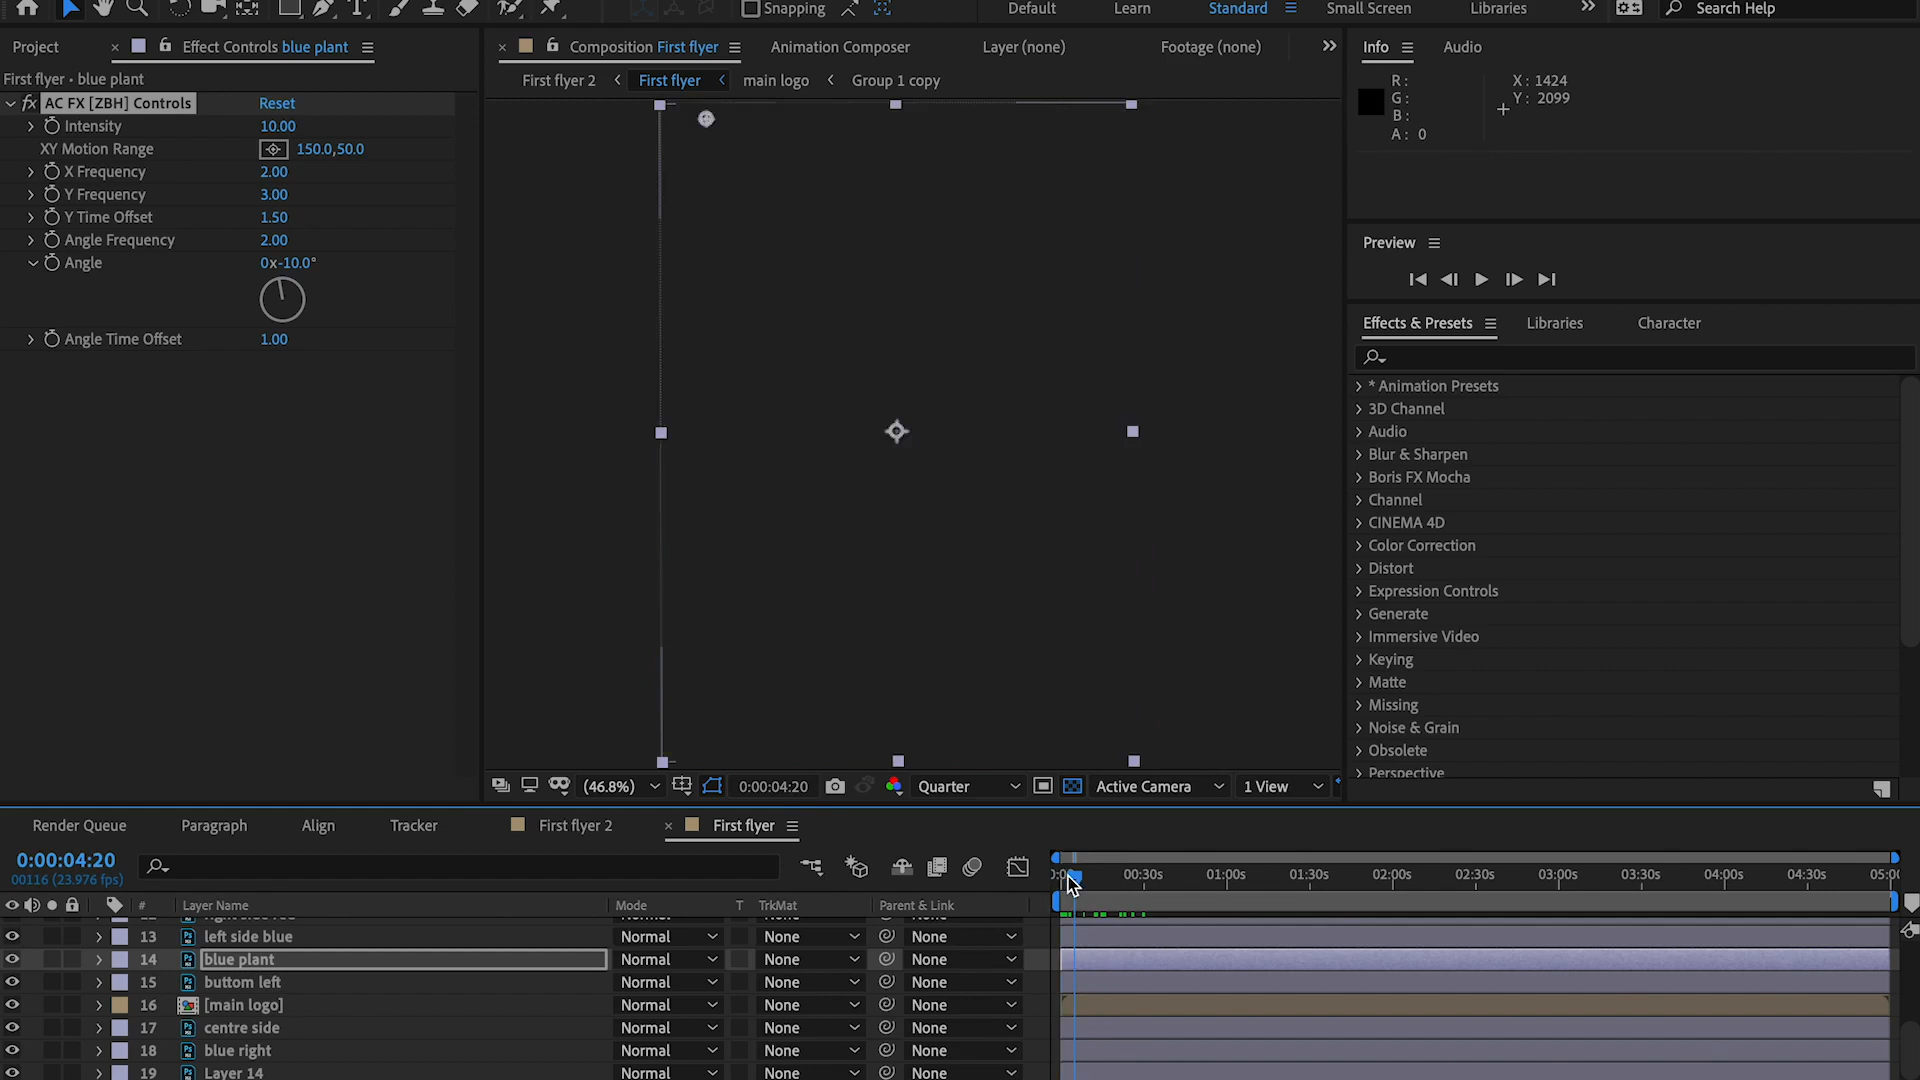 Snapping
Default
Learn
Standard
Small Screen
Libraries
Search Help
Project
Effect Controls blue plant
Composition First flyer
Animation Composer
Layer (none)
Footage (none)
Info
Audio
First flyer • blue plant
First flyer 2
First flyer
main logo
Group 1 copy
R:
G:
B:
A: 0
X: 1424
Y: 2099
fx AC FX [ZBH] Controls
Reset
Intensity
10.00
XY Motion Range
150.0,50.0
X Frequency
2.00
Y Frequency
3.00
Y Time Offset
1.50
Angle Frequency
2.00
Angle
0x-10.0°
Angle Time Offset
1.00
Preview
Effects & Presets
Libraries
Character
* Animation Presets
3D Channel
Audio
Blur & Sharpen
Boris FX Mocha
Channel
CINEMA 4D
Color Correction
Distort
Expression Controls
Generate
Immersive Video
Keying
Matte
Missing
Noise & Grain
Obsolete
Perspective
(46.8%)
0:00:04:20
Quarter
Active Camera
1 View
Render Queue
Paragraph
Align
Tracker
First flyer 2
First flyer
0:00:04:20
00116 (23.976 fps)
00:30s
01:00s
01:30s
02:00s
02:30s
03:00s
03:30s
04:00s
04:30s
# Layer Name
Mode
T TrkMat
Parent & Link
13 left side blue Normal None None
14 blue plant Normal None None
15 buttom left Normal None None
16 [main logo] Normal None None
17 centre side Normal None None
18 blue right Normal None None
19 Layer 14 Normal None None